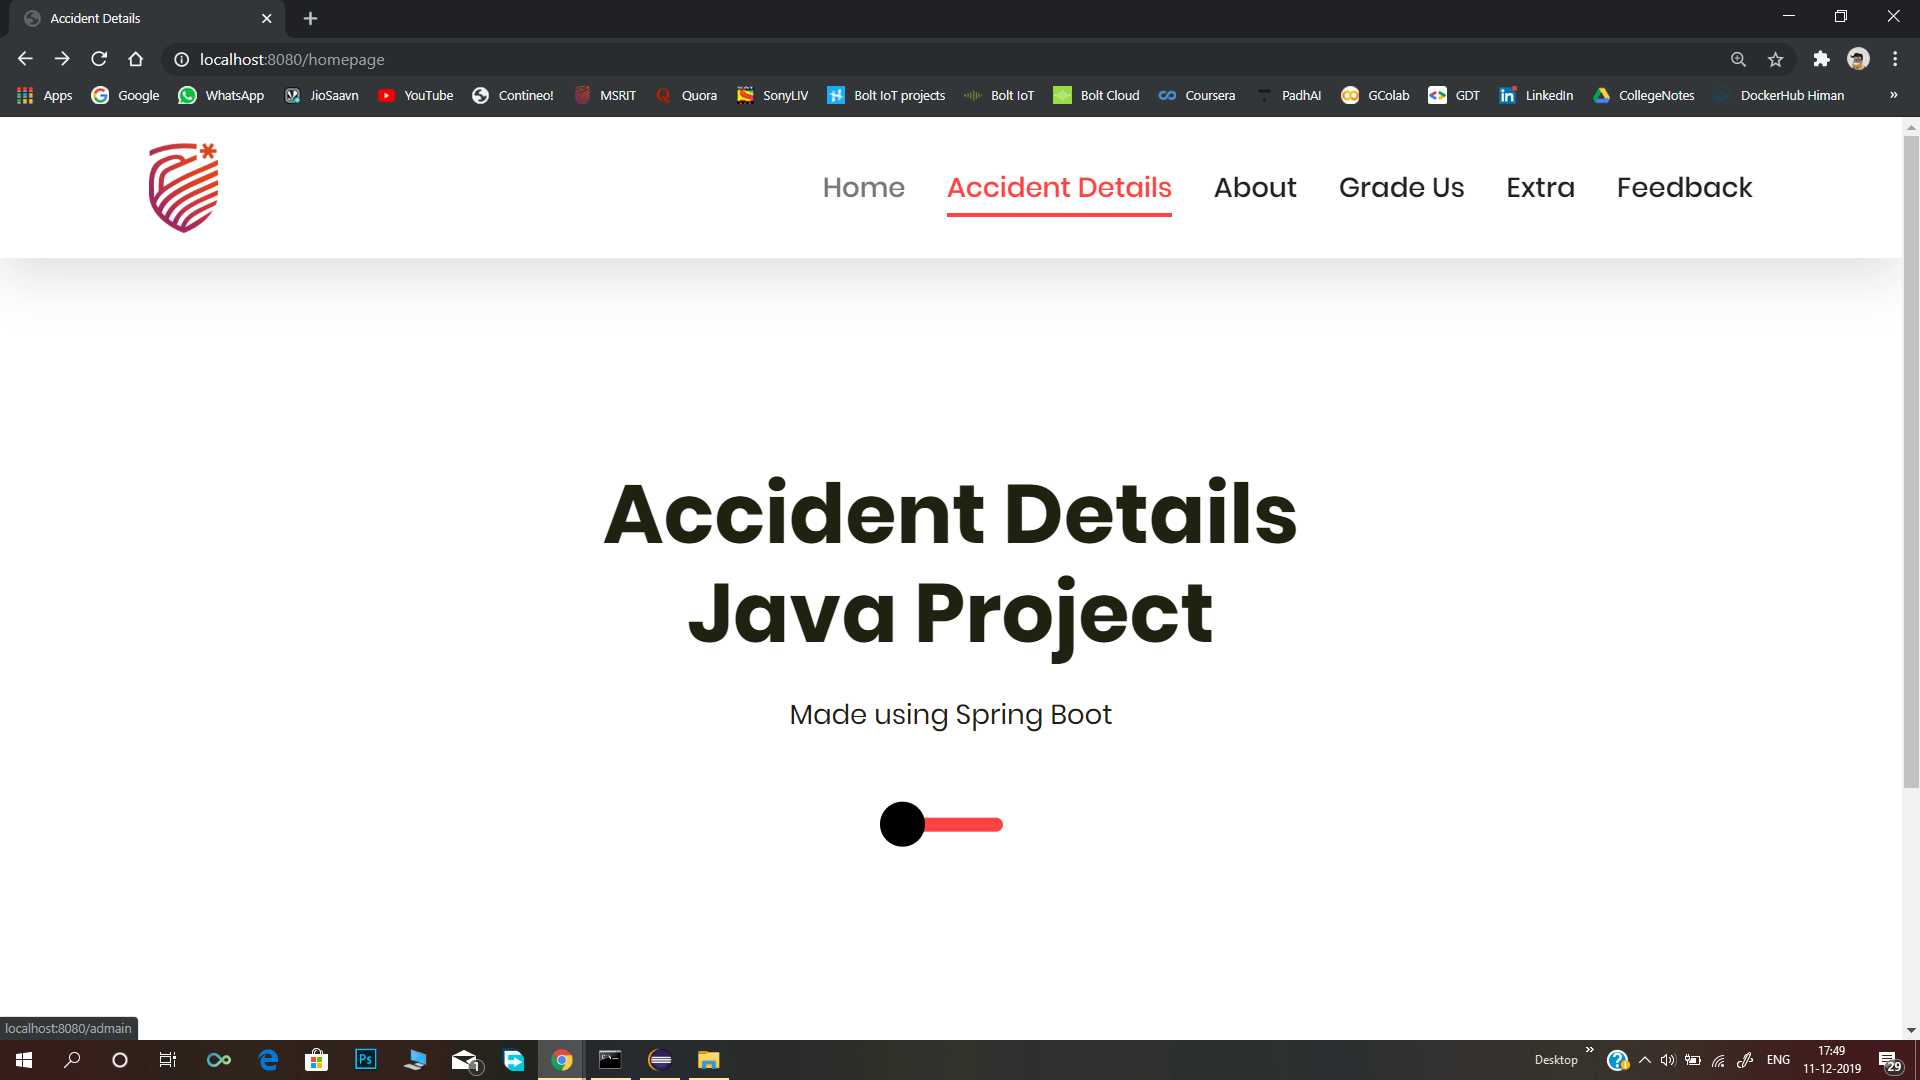 Accident Details
localhost:8080/homepage
Apps Google WhatsApp JioSaavn YouTube Contineo! MSRIT Quora SonyLIV Bolt IoT projects Bolt IoT Bolt Cloud Coursera PadhAI GColab GDT LinkedIn CollegeNotes DockerHub Himan »
Home Accident Details About Grade Us Extra Feedback
Accident Details
Java Project
Made using Spring Boot
localhost:8080/admain
Ps 1 Desktop » ENG 17:49 29
11-12-2019